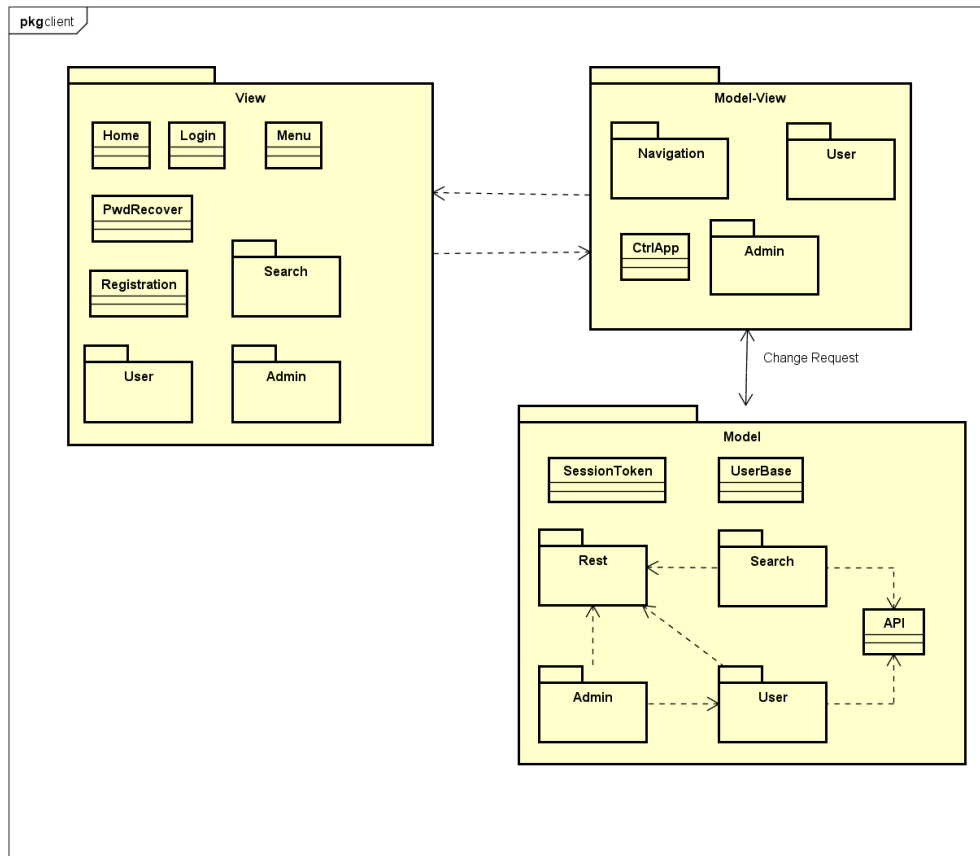 pkg client
View
Home
Login
Menu
PwdRecover
Search
Registration
User
Admin
Model-View
Navigation
User
CtrlApp
Admin
Change Request
Model
SessionToken
UserBase
Rest
Search
API
Admin
User